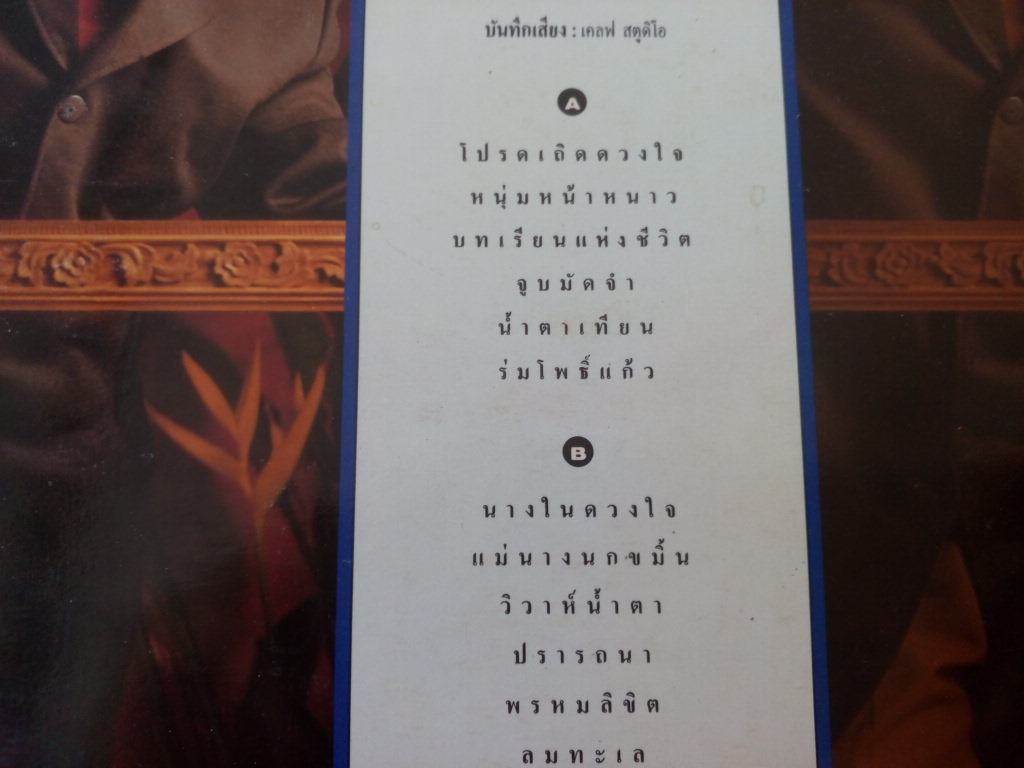 บันทึกเสียง : เคลฟ สตูดิโอ
A
โปรดเถิดดวงใจ
หนุ่มหน้าหนาว
บทเรียนแห่งชีวิต
จูบมัดจำ
น้ำตาเทียน
ร่มโพธิ์แก้ว
B
นางในดวงใจ
แม่นางนกขมิ้น
วิวาห์น้ำตา
ปรารถนา
พรหมลิขิต
ลมทะเล